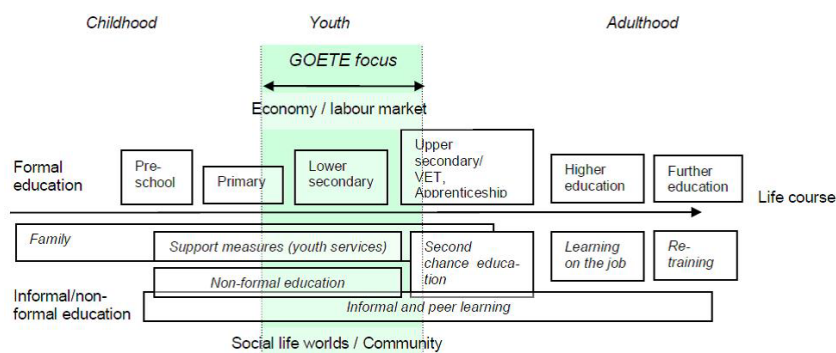 Childhood Youth Adulthood
GOETE focus
Economy / labour market
Formal
education
Pre-
school
Primary
Lower
secondary
Upper
secondary/
VET,
Apprenticeship
Higher
education
Further
education
Life course
Family
Support measures (youth services)
Second
chance educa-
tion
Learning
on the job
Re-
training
Non-formal education
Informal/non-
formal education
Informal and peer learning
Social life worlds / Community